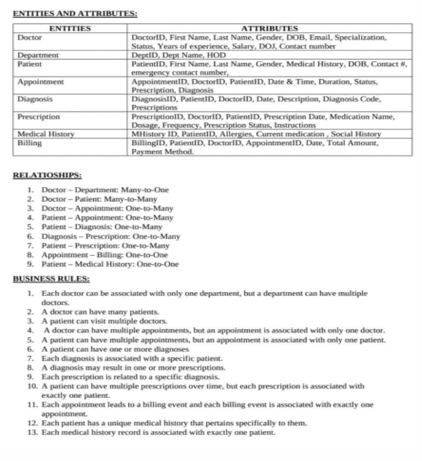 ENTITIES AND ATTRIBUTES:
ENTITIES ATTRIBUTES
Doctor DoctorID, First Name, Last Name, Gender, DOB, Email, Specialization,
Status, Years of experience, Salary, DOJ, Contact number
Department DeptID, Dept Name, HOD
Patient PatientID, First Name, Last Name, Gender, Medical History, DOB, Contact #,
emergency contact number,
Appointment AppointmentID, DoctorID, PatientID, Date & Time, Duration, Status,
Prescription, Diagnosis
Diagnosis DiagnosisID, PatientID, DoctorID, Date, Description, Diagnosis Code,
Prescriptions
Prescription PrescriptionID, DoctorID, PatientID, Prescription Date, Medication Name,
Dosage, Frequency, Prescription Status, Instructions
Medical History MHistory ID, PatientID, Allergies, Current medication , Social History
Billing BillingID, PatientID, DoctorID, AppointmentID, Date, Total Amount,
Payment Method.
RELATIOSHIPS:
1. Doctor – Department: Many-to-One
2. Doctor – Patient: Many-to-Many
3. Doctor – Appointment: One-to-Many
4. Patient – Appointment: One-to-Many
5. Patient – Diagnosis: One-to-Many
6. Diagnosis – Prescription: One-to-Many
7. Patient – Prescription: One-to-Many
8. Appointment – Billing: One-to-One
9. Patient – Medical History: One-to-One
BUSINESS RULES:
1. Each doctor can be associated with only one department, but a department can have multiple
doctors.
2. A doctor can have many patients.
3. A patient can visit multiple doctors.
4. A doctor can have multiple appointments, but an appointment is associated with only one doctor.
5. A patient can have multiple appointments, but an appointment is associated with only one patient.
6. A patient can have one or more diagnoses
7. Each diagnosis is associated with a specific patient.
8. A diagnosis may result in one or more prescriptions.
9. Each prescription is related to a specific diagnosis.
10. A patient can have multiple prescriptions over time, but each prescription is associated with
exactly one patient.
11. Each appointment leads to a billing event and each billing event is associated with exactly one
appointment.
12. Each patient has a unique medical history that pertains specifically to them.
13. Each medical history record is associated with exactly one patient.